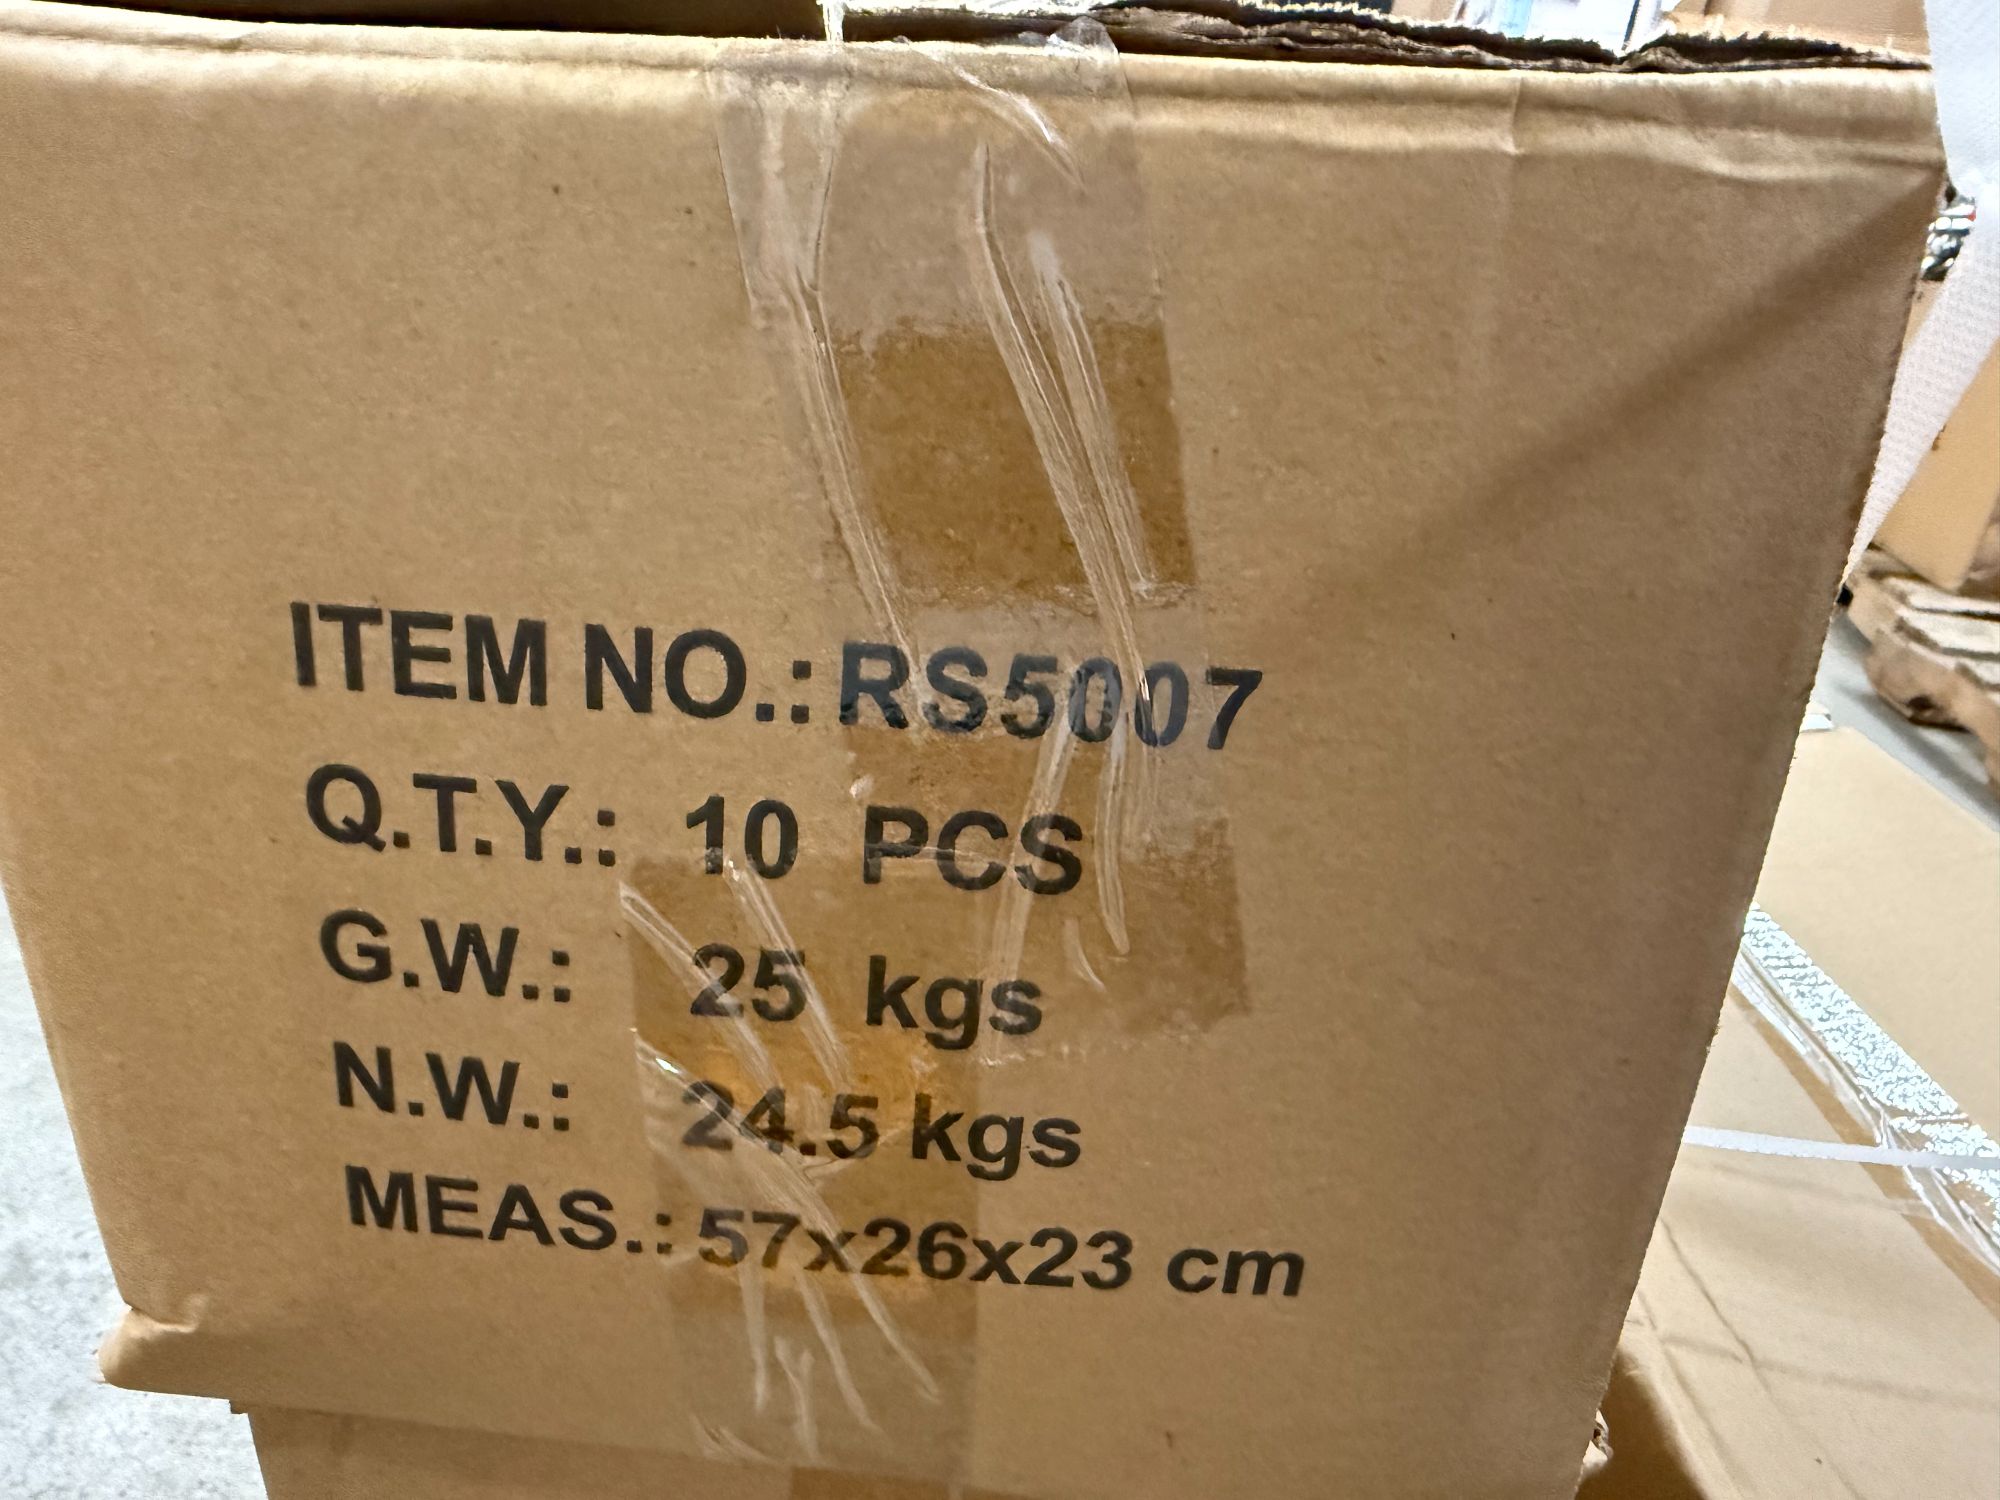 ITEM NO.: RS5007
Q.T.Y.: 10 PCS
G.W.: 25 kgs
N.W.: 24.5 kgs
MEAS.: 57x26x23 cm